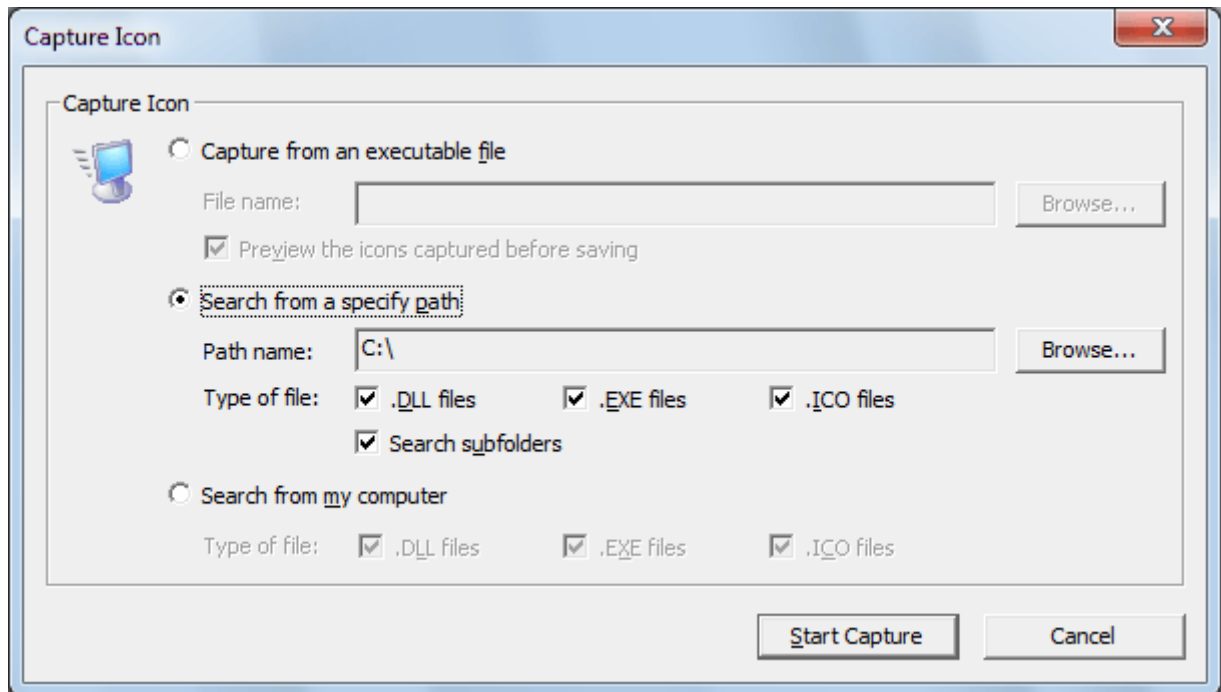 Capture Icon
Capture Icon
Capture from an executable file
File name: Browse...
Preview the icons captured before saving
Search from a specify path
Path name: C:\ Browse...
Type of file: .DLL files .EXE files .ICO files
Search subfolders
Search from my computer
Type of file: .DLL files .EXE files .ICO files
Start Capture Cancel